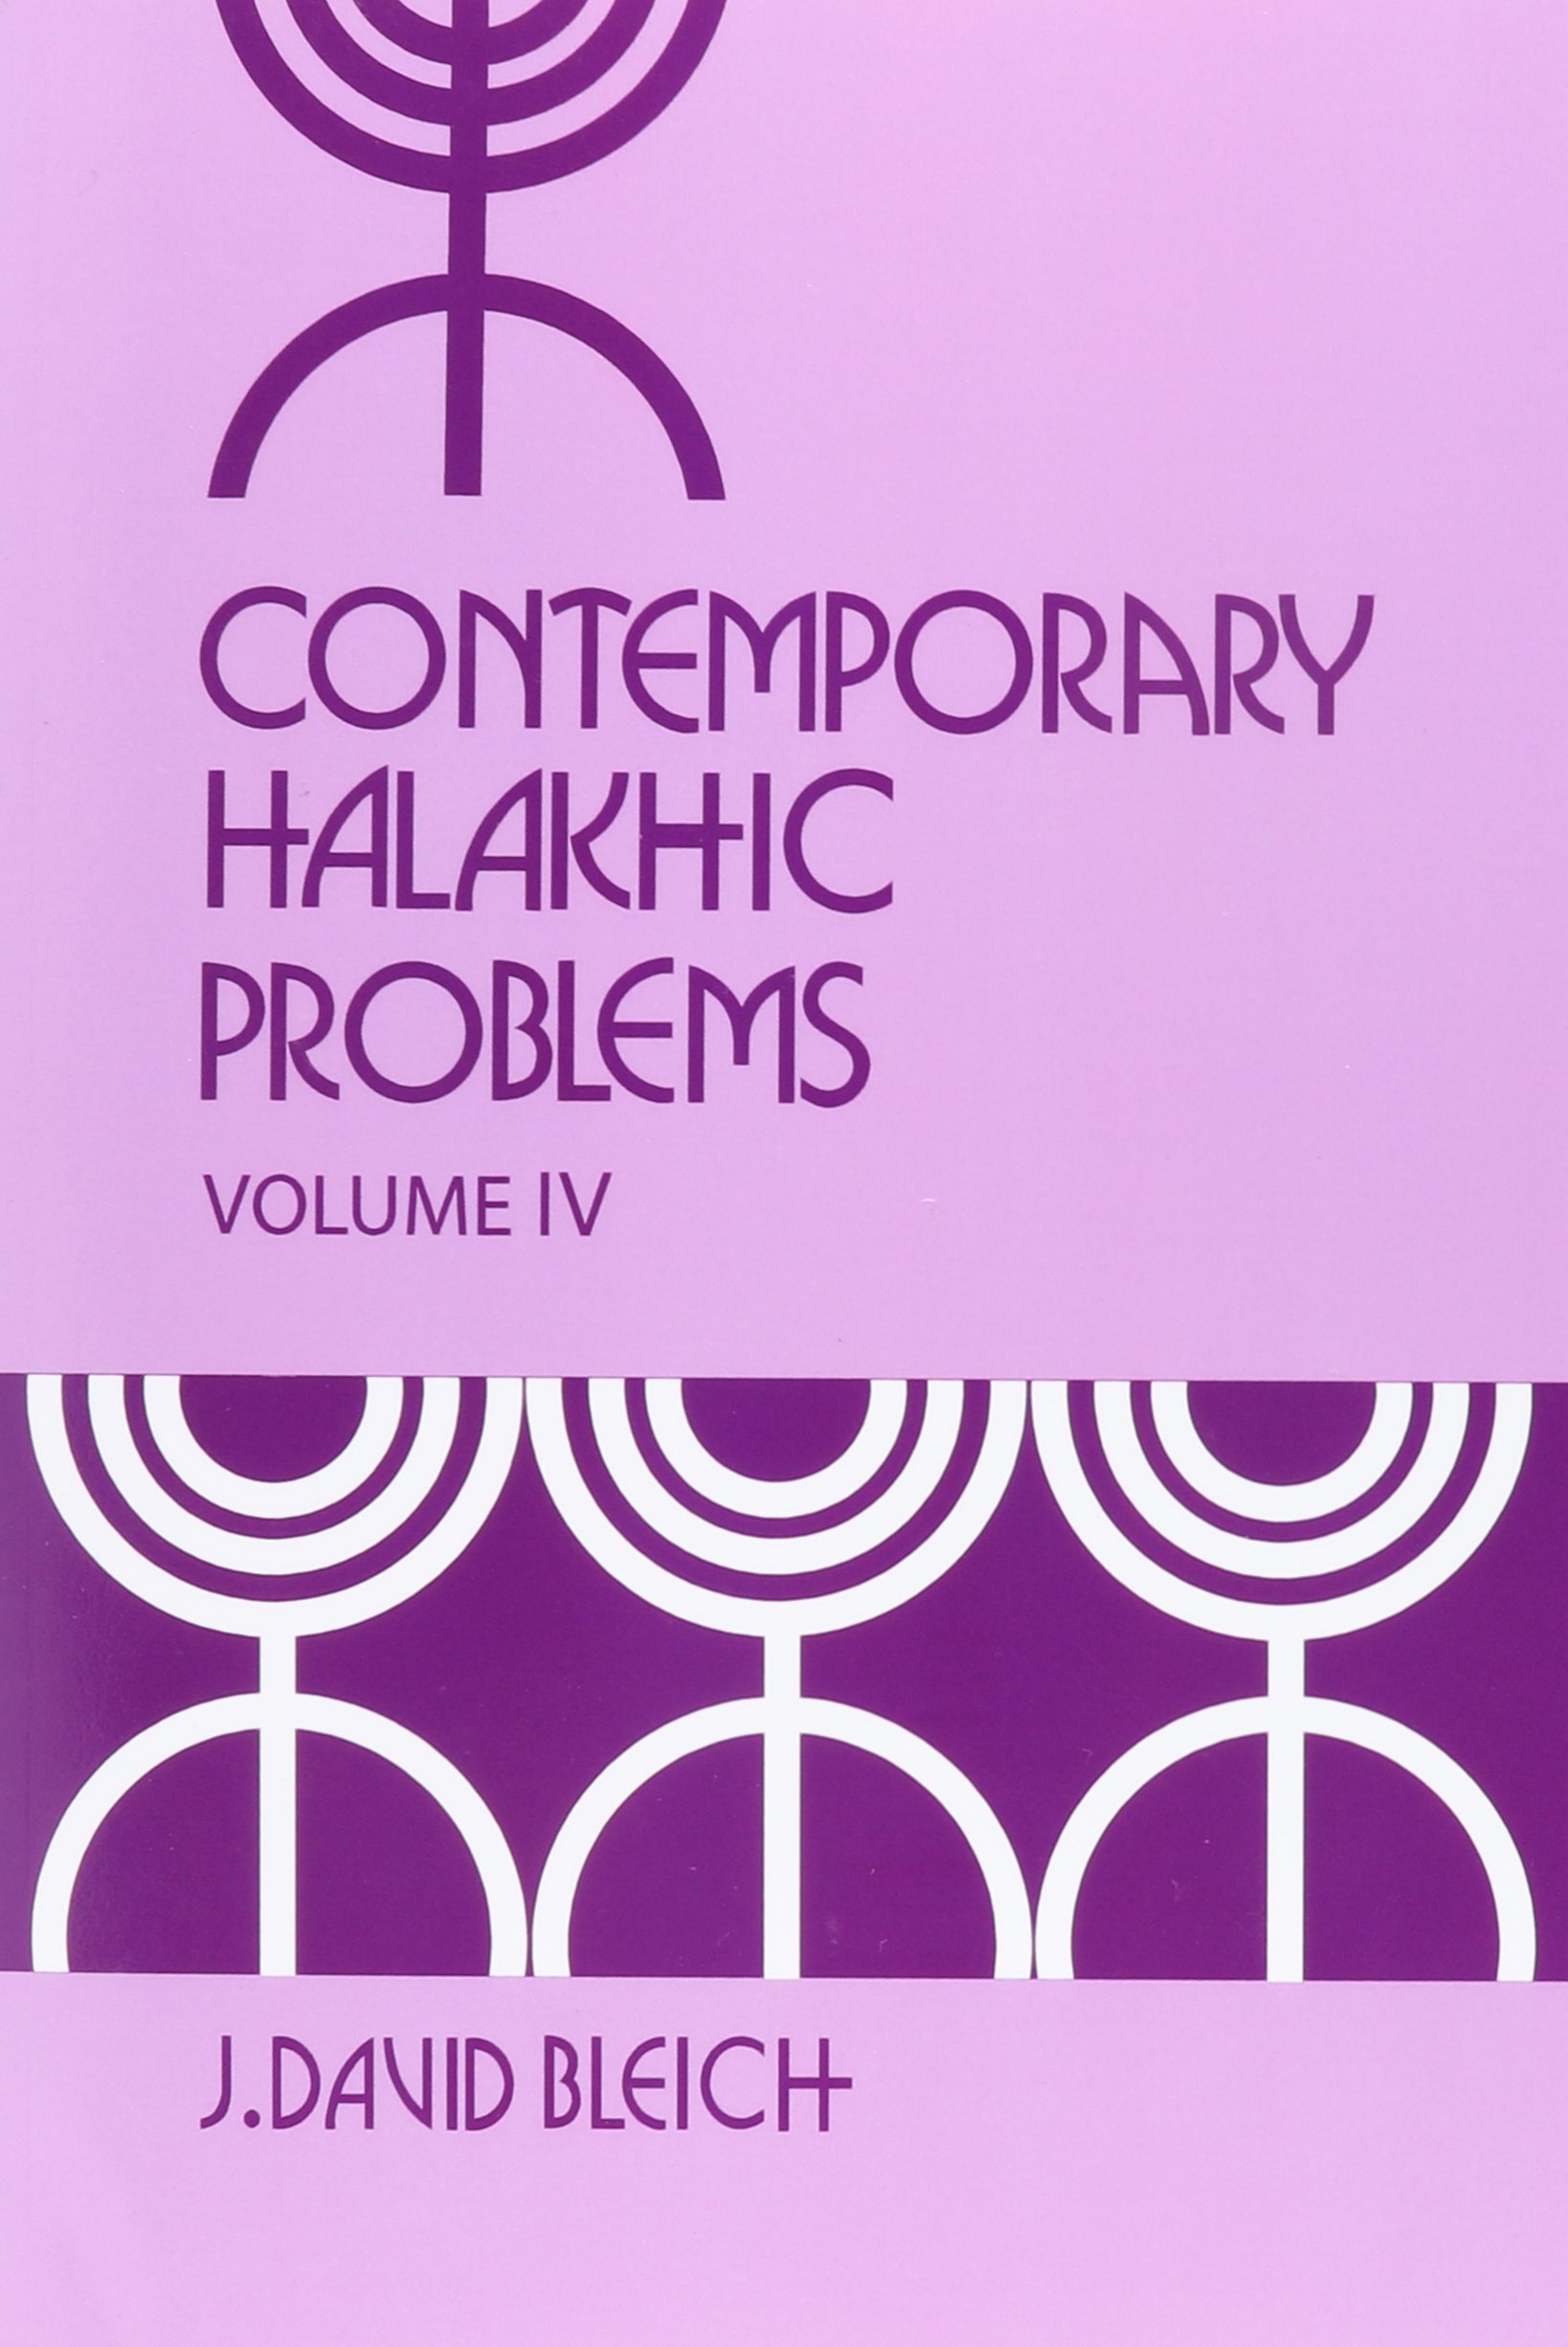 CONTEMPORARY
HALAKHIC
PROBLEMS
VOLUME IV
J. DAVID BLEICH